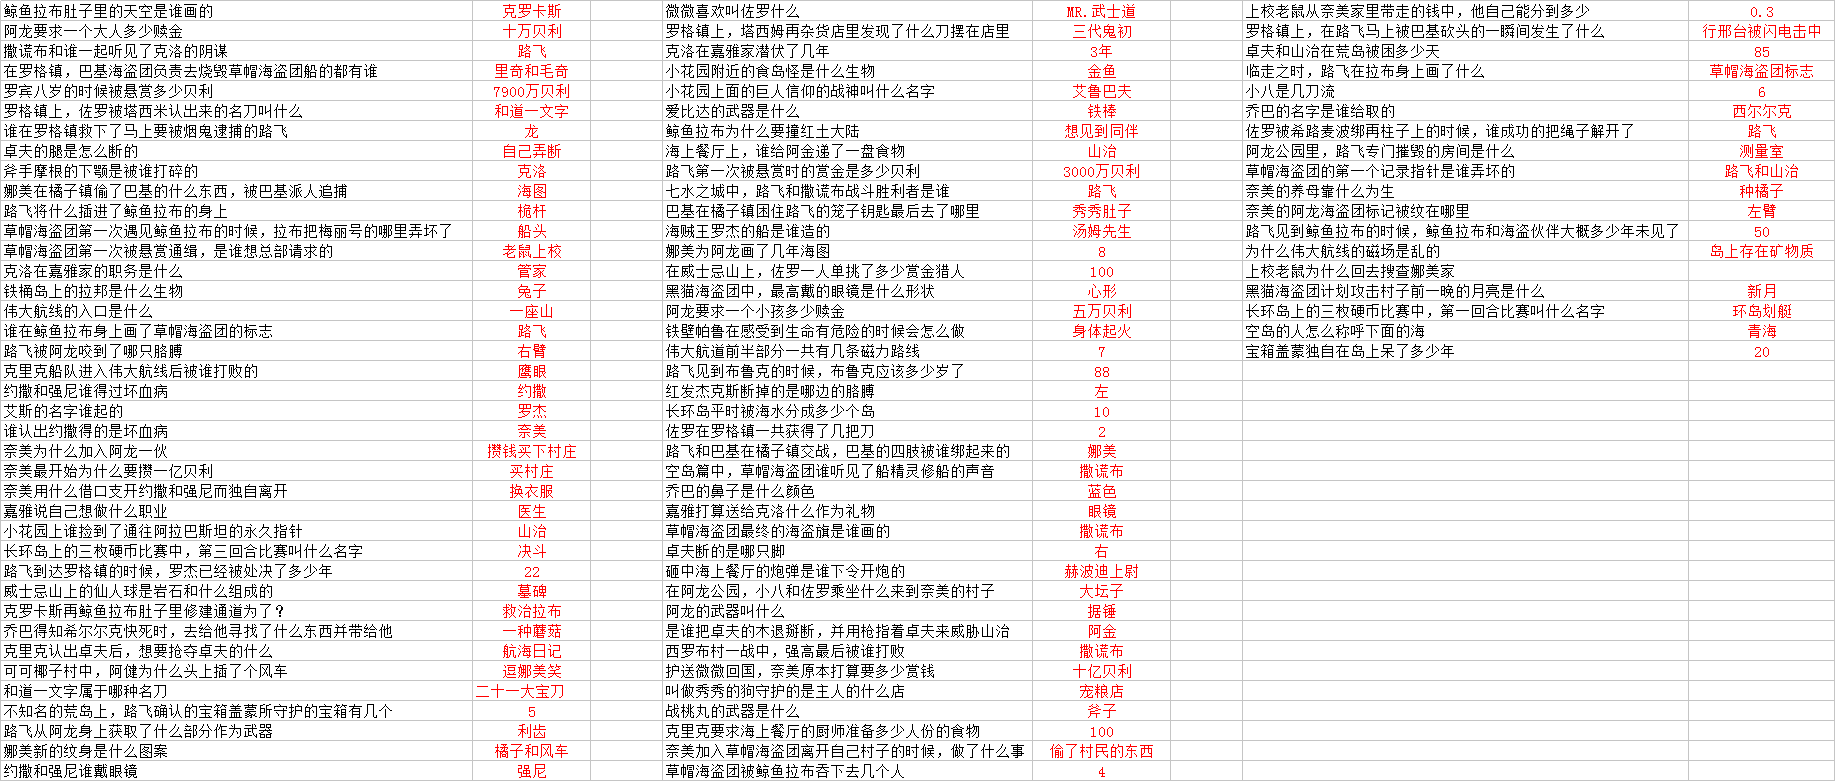 鲸鱼拉布肚子里的天空是谁画的 克罗卡斯 微微喜欢叫佐罗什么 MR.武士道 上校老鼠从奈美家里带走的钱中，他自己能分到多少 0.3
阿龙要求一个大人多少赎金 十万贝利 罗格镇上，塔西姆再杂货店里发现了什么刀摆在店里 三代鬼初 罗格镇上，在路飞马上被巴基砍头的一瞬间发生了什么 行邢台被闪电击中
撒谎布和谁一起听见了克洛的阴谋 路飞 克洛在嘉雅家潜伏了几年 3年 卓夫和山治在荒岛被困多少天 85
在罗格镇，巴基海盗团负责去烧毁草帽海盗团船的都有谁 里奇和毛奇 小花园附近的食岛怪是什么生物 金鱼 临走之时，路飞在拉布身上画了什么 草帽海盗团标志
罗宾八岁的时候被悬赏多少贝利 7900万贝利 小花园上面的巨人信仰的战神叫什么名字 艾鲁巴夫 小八是几刀流 6
罗格镇上，佐罗被塔西米认出来的名刀叫什么 和道一文字 爱比达的武器是什么 铁棒 乔巴的名字是谁给取的 西尔尔克
谁在罗格镇救下了马上要被烟鬼逮捕的路飞 龙 鲸鱼拉布为什么要撞红土大陆 想见到同伴 佐罗被希路麦波绑再柱子上的时候，谁成功的把绳子解开了 路飞
卓夫的腿是怎么断的 自己弄断 海上餐厅上，谁给阿金递了一盘食物 山治 阿龙公园里，路飞专门摧毁的房间是什么 测量室
斧手摩根的下颚是被谁打碎的 克洛 路飞第一次被悬赏时的赏金是多少贝利 3000万贝利 草帽海盗团的第一个记录指针是谁弄坏的 路飞和山治
娜美在橘子镇偷了巴基的什么东西，被巴基派人追捕 海图 七水之城中，路飞和撒谎布战斗胜利者是谁 路飞 奈美的养母靠什么为生 种橘子
路飞将什么插进了鲸鱼拉布的身上 桅杆 巴基在橘子镇困住路飞的笼子钥匙最后去了哪里 秀秀肚子 奈美的阿龙海盗团标记被纹在哪里 左臂
草帽海盗团第一次遇见鲸鱼拉布的时候，拉布把梅丽号的哪里弄坏了 船头 海贼王罗杰的船是谁造的 汤姆先生 路飞见到鲸鱼拉布的时候，鲸鱼拉布和海盗伙伴大概多少年未见了 50
草帽海盗团第一次被悬赏通缉，是谁想总部请求的 老鼠上校 娜美为阿龙画了几年海图 8 为什么伟大航线的磁场是乱的 岛上存在矿物质
克洛在嘉雅家的职务是什么 管家 在威士忌山上，佐罗一人单挑了多少赏金猎人 100 上校老鼠为什么回去搜查娜美家
铁桶岛上的拉邦是什么生物 兔子 黑猫海盗团中，最高戴的眼镜是什么形状 心形 黑猫海盗团计划攻击村子前一晚的月亮是什么 新月
伟大航线的入口是什么 一座山 阿龙要求一个小孩多少赎金 五万贝利 长环岛上的三枚硬币比赛中，第一回合比赛叫什么名字 环岛划艇
谁在鲸鱼拉布身上画了草帽海盗团的标志 路飞 铁壁帕鲁在感受到生命有危险的时候会怎么做 身体起火 空岛的人怎么称呼下面的海 青海
路飞被阿龙咬到了哪只胳膊 右臂 伟大航道前半部分一共有几条磁力路线 7 宝箱盖蒙独自在岛上呆了多少年 20
克里克船队进入伟大航线后被谁打败的 鹰眼 路飞见到布鲁克的时候，布鲁克应该多少岁了 88
约撒和强尼谁得过坏血病 约撒 红发杰克斯断掉的是哪边的胳膊 左
艾斯的名字谁起的 罗杰 长环岛平时被海水分成多少个岛 10
谁认出约撒得的是坏血病 奈美 佐罗在罗格镇一共获得了几把刀 2
奈美为什么加入阿龙一伙 攒钱买下村庄 路飞和巴基在橘子镇交战，巴基的四肢被谁绑起来的 娜美
奈美最开始为什么要攒一亿贝利 买村庄 空岛篇中，草帽海盗团谁听见了船精灵修船的声音 撒谎布
奈美用什么借口支开约撒和强尼而独自离开 换衣服 乔巴的鼻子是什么颜色 蓝色
嘉雅说自己想做什么职业 医生 嘉雅打算送给克洛什么作为礼物 眼镜
小花园上谁捡到了通往阿拉巴斯坦的永久指针 山治 草帽海盗团最终的海盗旗是谁画的 撒谎布
长环岛上的三枚硬币比赛中，第三回合比赛叫什么名字 决斗 卓夫断的是哪只脚 右
路飞到达罗格镇的时候，罗杰已经被处决了多少年 22 砸中海上餐厅的炮弹是谁下令开炮的 赫波迪上尉
威士忌山上的仙人球是岩石和什么组成的 墓碑 在阿龙公园，小八和佐罗乘坐什么来到奈美的村子 大坛子
克罗卡斯再鲸鱼拉布肚子里修建通道为了？ 救治拉布 阿龙的武器叫什么 据锤
乔巴得知希尔尔克快死时，去给他寻找了什么东西并带给他 一种蘑菇 是谁把卓夫的木退掰断，并用枪指着卓夫来威胁山治 阿金
克里克认出卓夫后，想要抢夺卓夫的什么 航海日记 西罗布村一战中，强高最后被谁打败 撒谎布
可可椰子村中，阿健为什么头上插了个风车 逗娜美笑 护送微微回国，奈美原本打算要多少赏钱 十亿贝利
和道一文字属于哪种名刀 二十一大宝刀 叫做秀秀的狗守护的是主人的什么店 宠粮店
不知名的荒岛上，路飞确认的宝箱盖蒙所守护的宝箱有几个 5 战桃丸的武器是什么 斧子
路飞从阿龙身上获取了什么部分作为武器 利齿 克里克要求海上餐厅的厨师准备多少人份的食物 100
娜美新的纹身是什么图案 橘子和风车 奈美加入草帽海盗团离开自己村子的时候，做了什么事 偷了村民的东西
约撒和强尼谁戴眼镜 强尼 草帽海盗团被鲸鱼拉布吞下去几个人 4